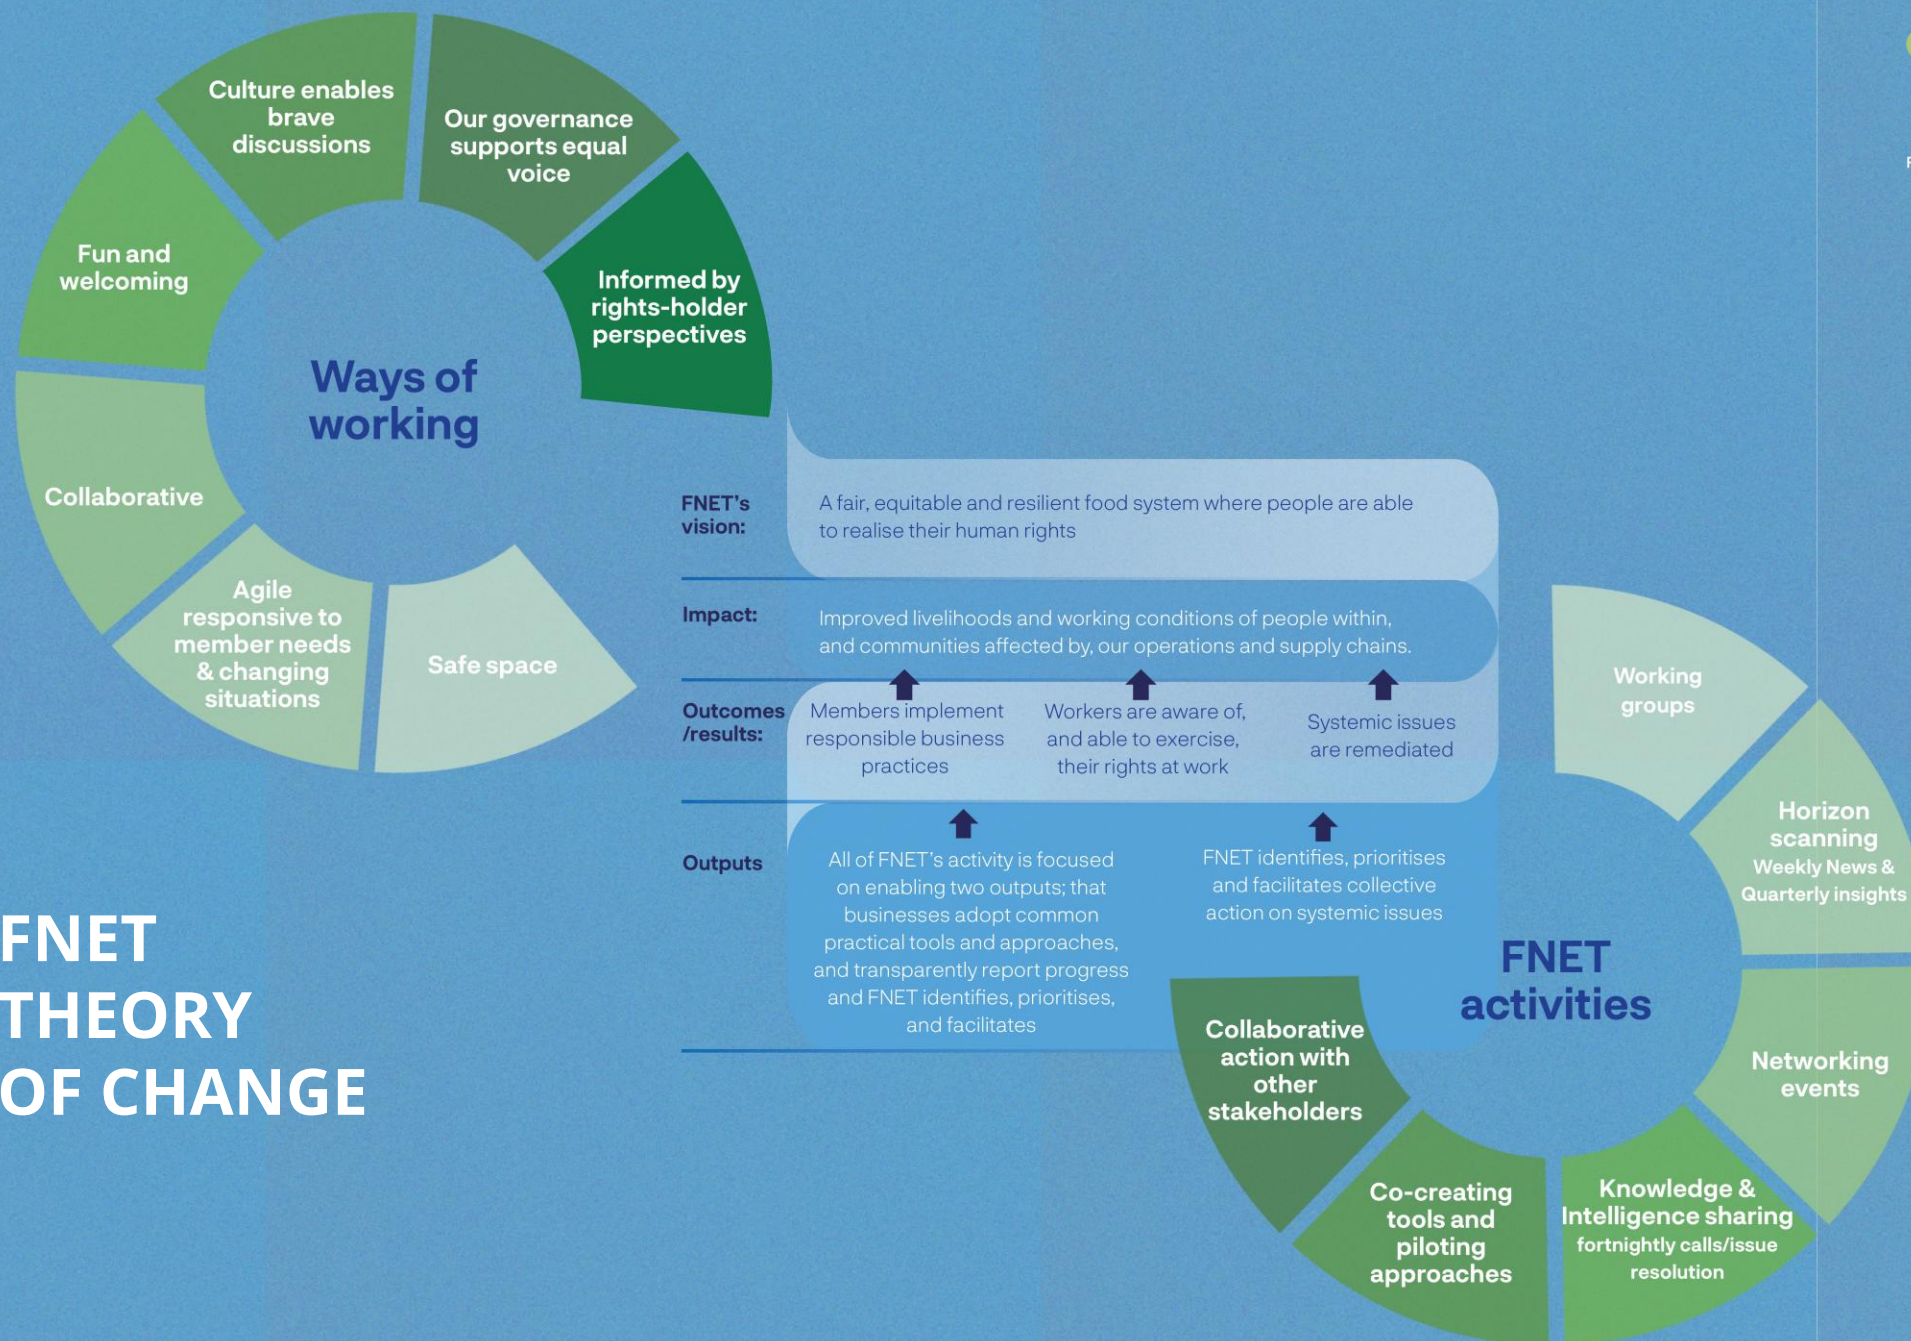 Culture enables
brave
discussions
Our governance
supports equal
voice
Informed by
rights-holder
perspectives
Fun and
welcoming
Collaborative
Agile
responsive to
member needs
& changing
situations
Safe space
Ways of
working
FNET's
vision:
A fair, equitable and resilient food system where people are able
to realise their human rights
Impact:
Improved livelihoods and working conditions of people within,
and communities affected by, our operations and supply chains.
Outcomes
/results:
Members implement
responsible business
practices
Workers are aware of,
and able to exercise,
their rights at work
Systemic issues
are remediated
Outputs
All of FNET's activity is focused
on enabling two outputs; that
businesses adopt common
practical tools and approaches,
and transparently report progress
and FNET identifies, prioritises,
and facilitates
FNET identifies, prioritises
and facilitates collective
action on systemic issues
FNET
activities
Working
groups
Horizon
scanning
Weekly News &
Quarterly insights
Networking
events
Knowledge &
Intelligence sharing
fortnightly calls/issue
resolution
Co-creating
tools and
piloting
approaches
Collaborative
action with
other
stakeholders
FNET
THEORY
OF CHANGE